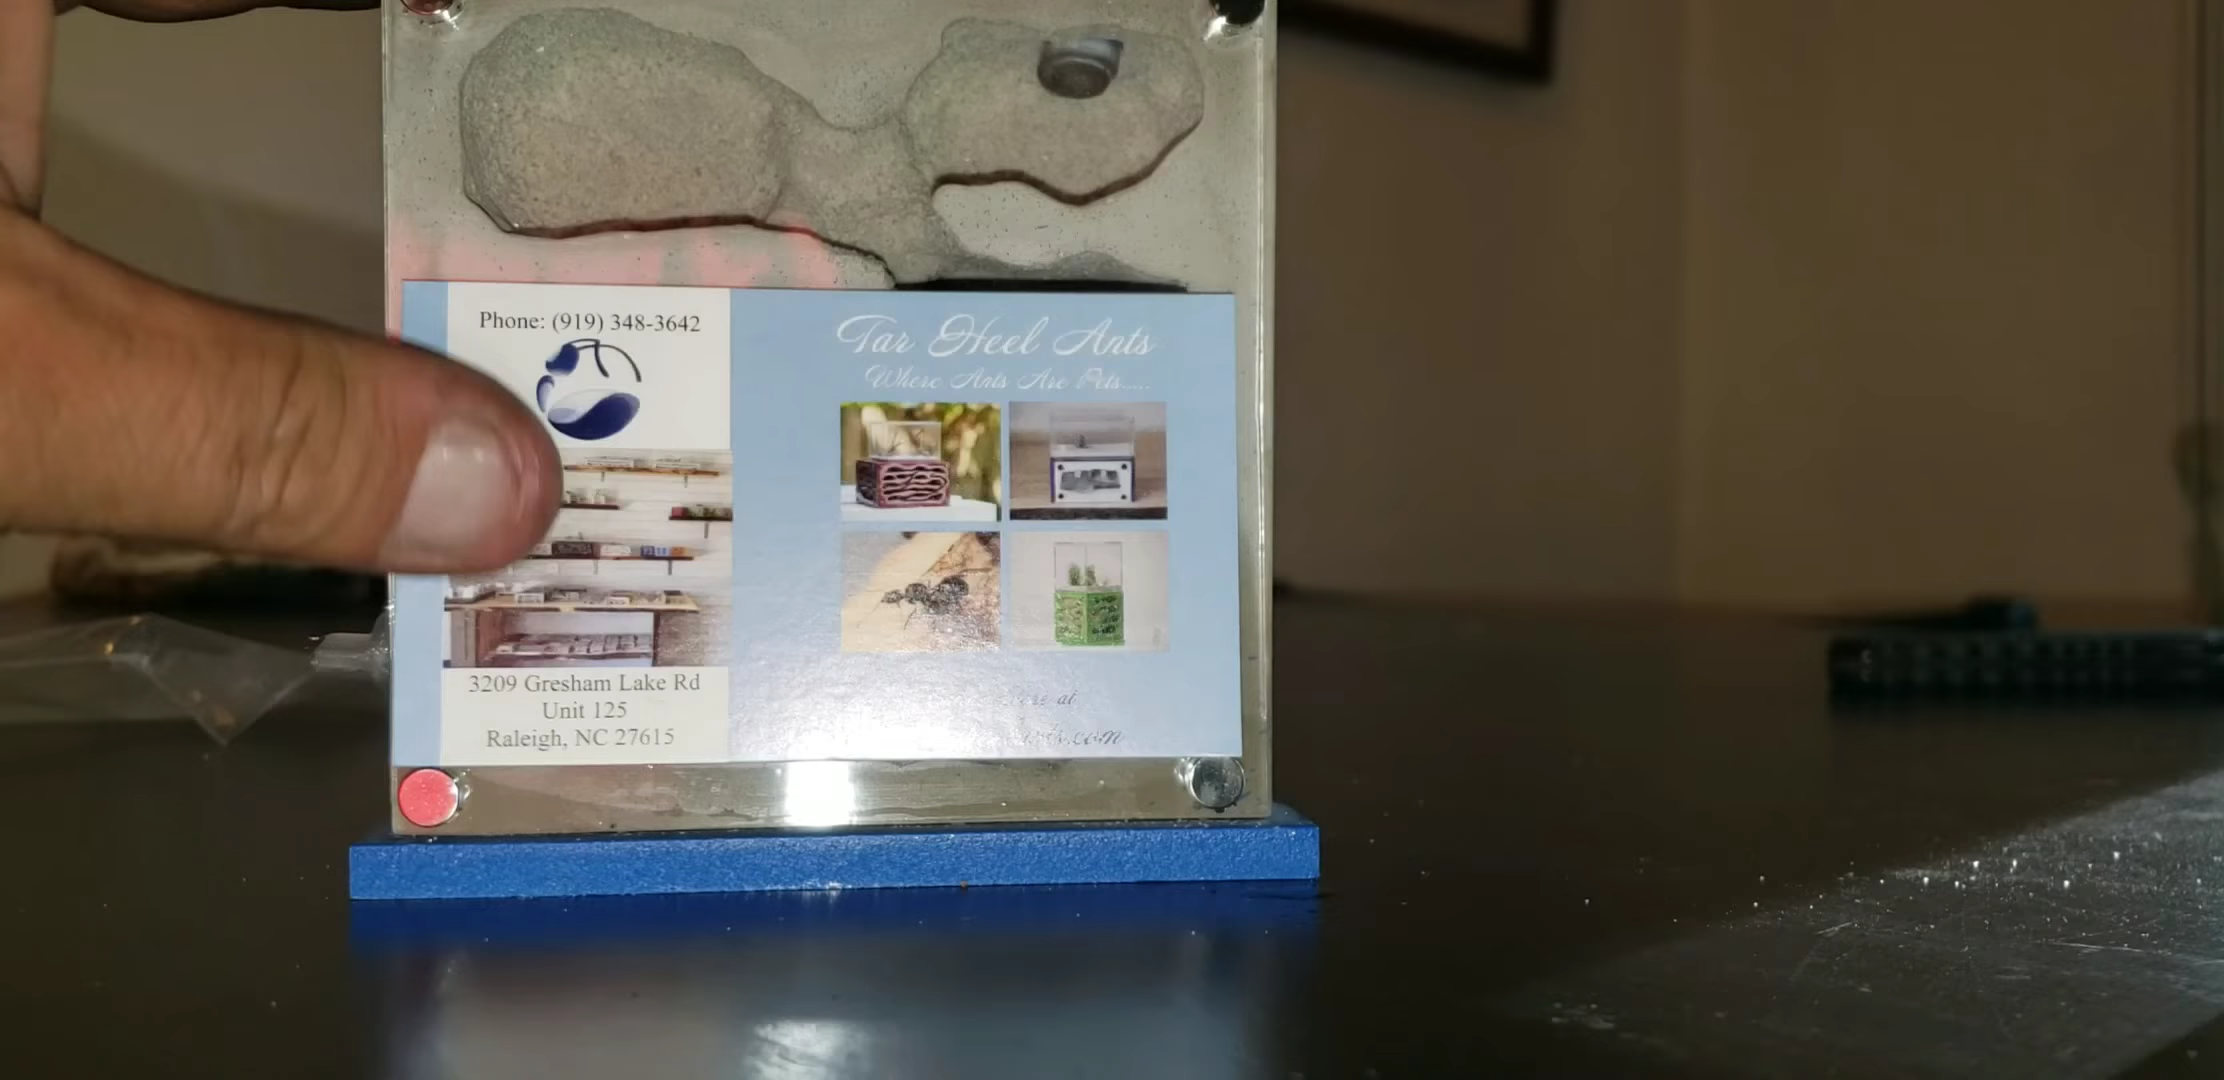 Phone: (919) 348-3642
3209 Gresham Lake Rd
Unit 125
Raleigh, NC 27615
Tar Heel Ants
Where Ants Are Pets.....
at